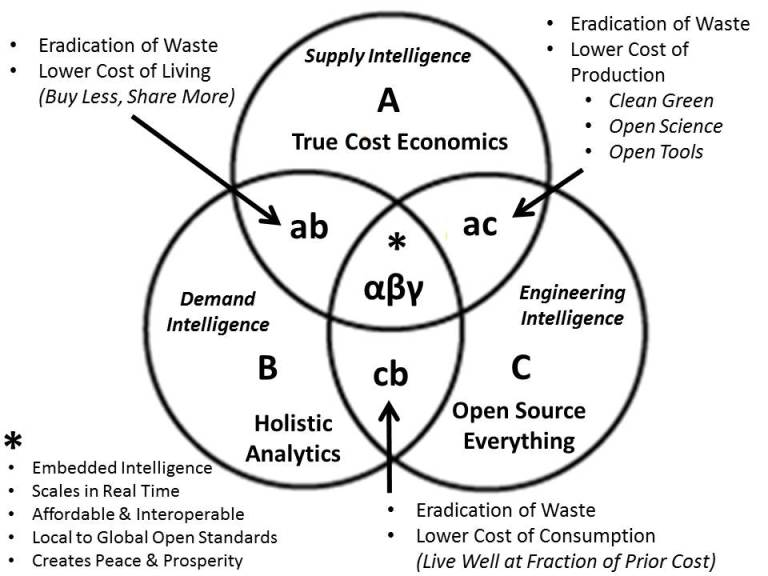 • Eradication of Waste
• Lower Cost of Living
(Buy Less, Share More)
• Eradication of Waste
• Lower Cost of
Production
• Clean Green
• Open Science
• Open Tools
Supply Intelligence
A
True Cost Economics
ab
ac
*
αβγ
Demand
Intelligence
B
Holistic
Analytics
Engineering
Intelligence
C
Open Source
Everything
cb
*
• Embedded Intelligence
• Scales in Real Time
• Affordable & Interoperable
• Local to Global Open Standards
• Creates Peace & Prosperity
• Eradication of Waste
• Lower Cost of Consumption
(Live Well at Fraction of Prior Cost)